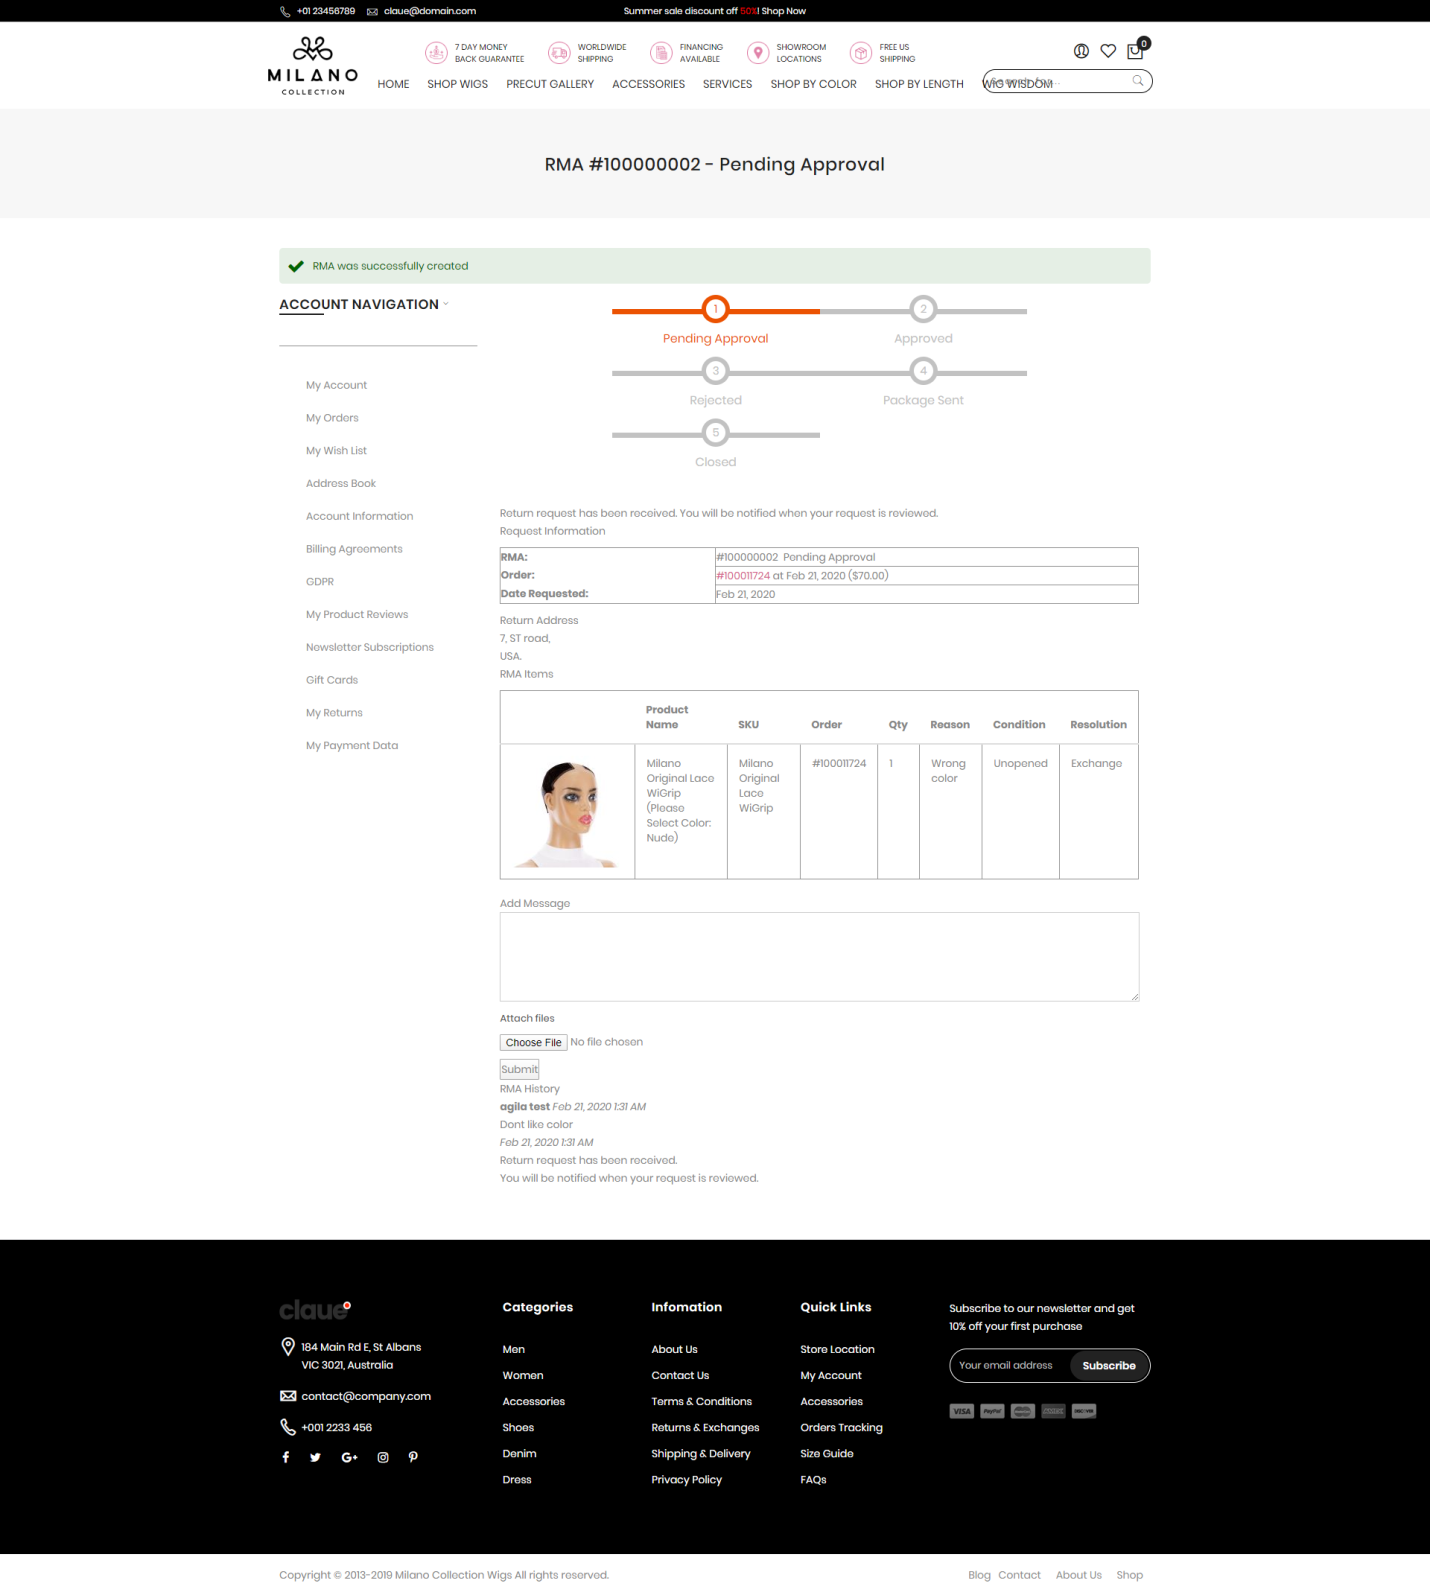 +01 23456789 claue@domain.com Summer sale discount off 50%! Shop Now
7 DAY MONEY
BACK GUARANTEE
WORLDWIDE
SHIPPING
FINANCING
AVAILABLE
SHOWROOM
LOCATIONS
FREE US
SHIPPING
0
MILANO
COLLECTION
HOME SHOP WIGS PRECUT GALLERY ACCESSORIES SERVICES SHOP BY COLOR SHOP BY LENGTH WIG WISDOM
Search for...
RMA #100000002 - Pending Approval
RMA was successfully created
ACCOUNT NAVIGATION
My Account
My Orders
My Wish List
Address Book
Account Information
Billing Agreements
GDPR
My Product Reviews
Newsletter Subscriptions
Gift Cards
My Returns
My Payment Data
1 2
Pending Approval Approved
3 4
Rejected Package Sent
5
Closed
Return request has been received. You will be notified when your request is reviewed.
Request Information
RMA: #100000002 Pending Approval
Order: #100011724 at Feb 21, 2020 ($70.00)
Date Requested: Feb 21, 2020
Return Address
7, ST road,
USA.
RMA Items
Product Name SKU Order Qty Reason Condition Resolution
Milano
Original Lace
WiGrip
(Please
Select Color:
Nude)
Milano
Original
Lace
WiGrip
#100011724
1
Wrong
color
Unopened
Exchange
Add Message
Attach files
Choose File No file chosen
Submit
RMA History
agila test Feb 21, 2020 1:31 AM
Dont like color
Feb 21, 2020 1:31 AM
Return request has been received.
You will be notified when your request is reviewed.
claue
184 Main Rd E, St Albans
VIC 3021, Australia
contact@company.com
+001 2233 456
G+
Categories
Men
Women
Accessories
Shoes
Denim
Dress
Infomation
About Us
Contact Us
Terms & Conditions
Returns & Exchanges
Shipping & Delivery
Privacy Policy
Quick Links
Store Location
My Account
Accessories
Orders Tracking
Size Guide
FAQs
Subscribe to our newsletter and get
10% off your first purchase
Your email address Subscribe
VISA PayPal
Copyright © 2013-2019 Milano Collection Wigs All rights reserved.
Blog Contact About Us Shop